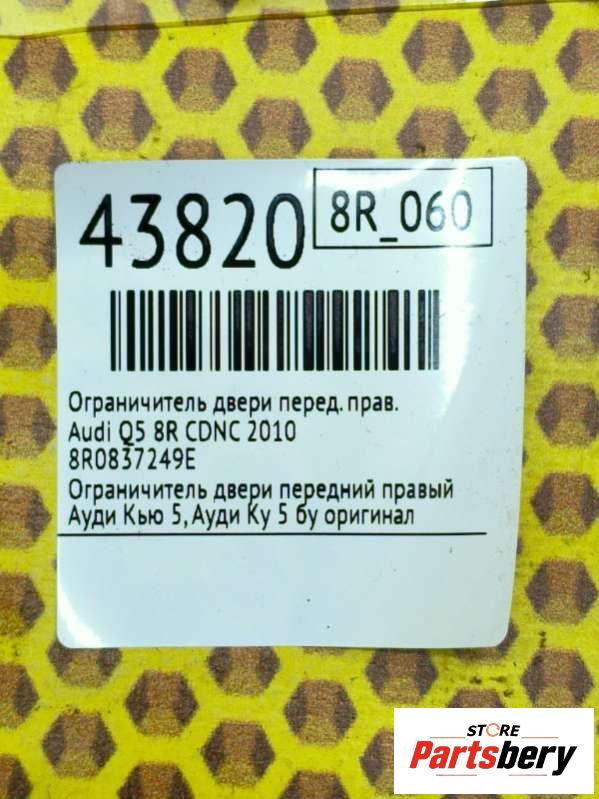 43820
8R_060
Ограничитель двери перед. прав.
Audi Q5 8R CDNC 2010
8R0837249E
Ограничитель двери передний правый
Ауди Кью 5, Ауди Ку 5 бу оригинал
STORE
Partsbery